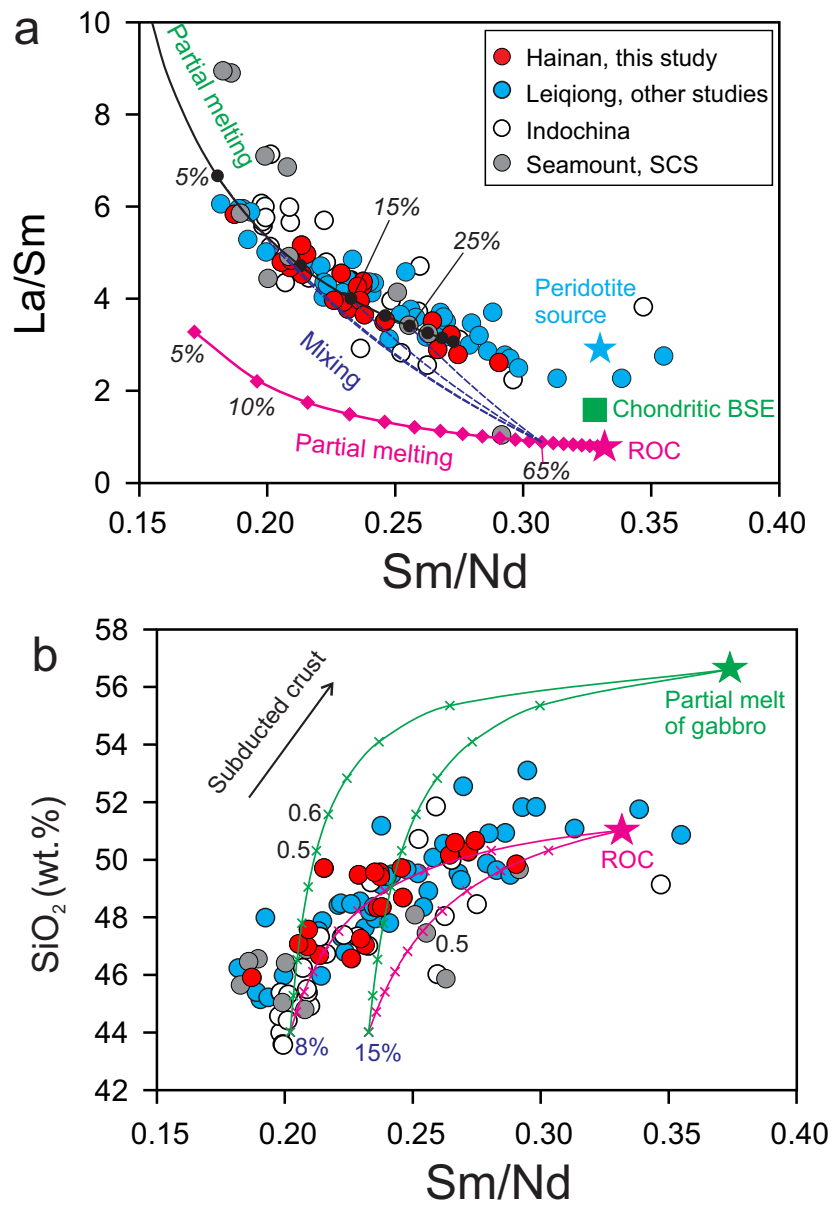 a
10
8
6
4
2
0
La/Sm
Partial melting
5%
15%
25%
Hainan, this study
Leiqiong, other studies
Indochina
Seamount, SCS
Peridotite
source
Chondritic BSE
ROC
Mixing
5%
10%
Partial melting
65%
0.15
0.20
0.25
0.30
0.35
0.40
Sm/Nd
b
58
56
54
52
50
48
46
44
42
SiO2 (wt.%)
Subducted crust
Partial melt
of gabbro
0.6
0.5
ROC
0.5
8%
15%
0.15
0.20
0.25
0.30
0.35
0.40
Sm/Nd